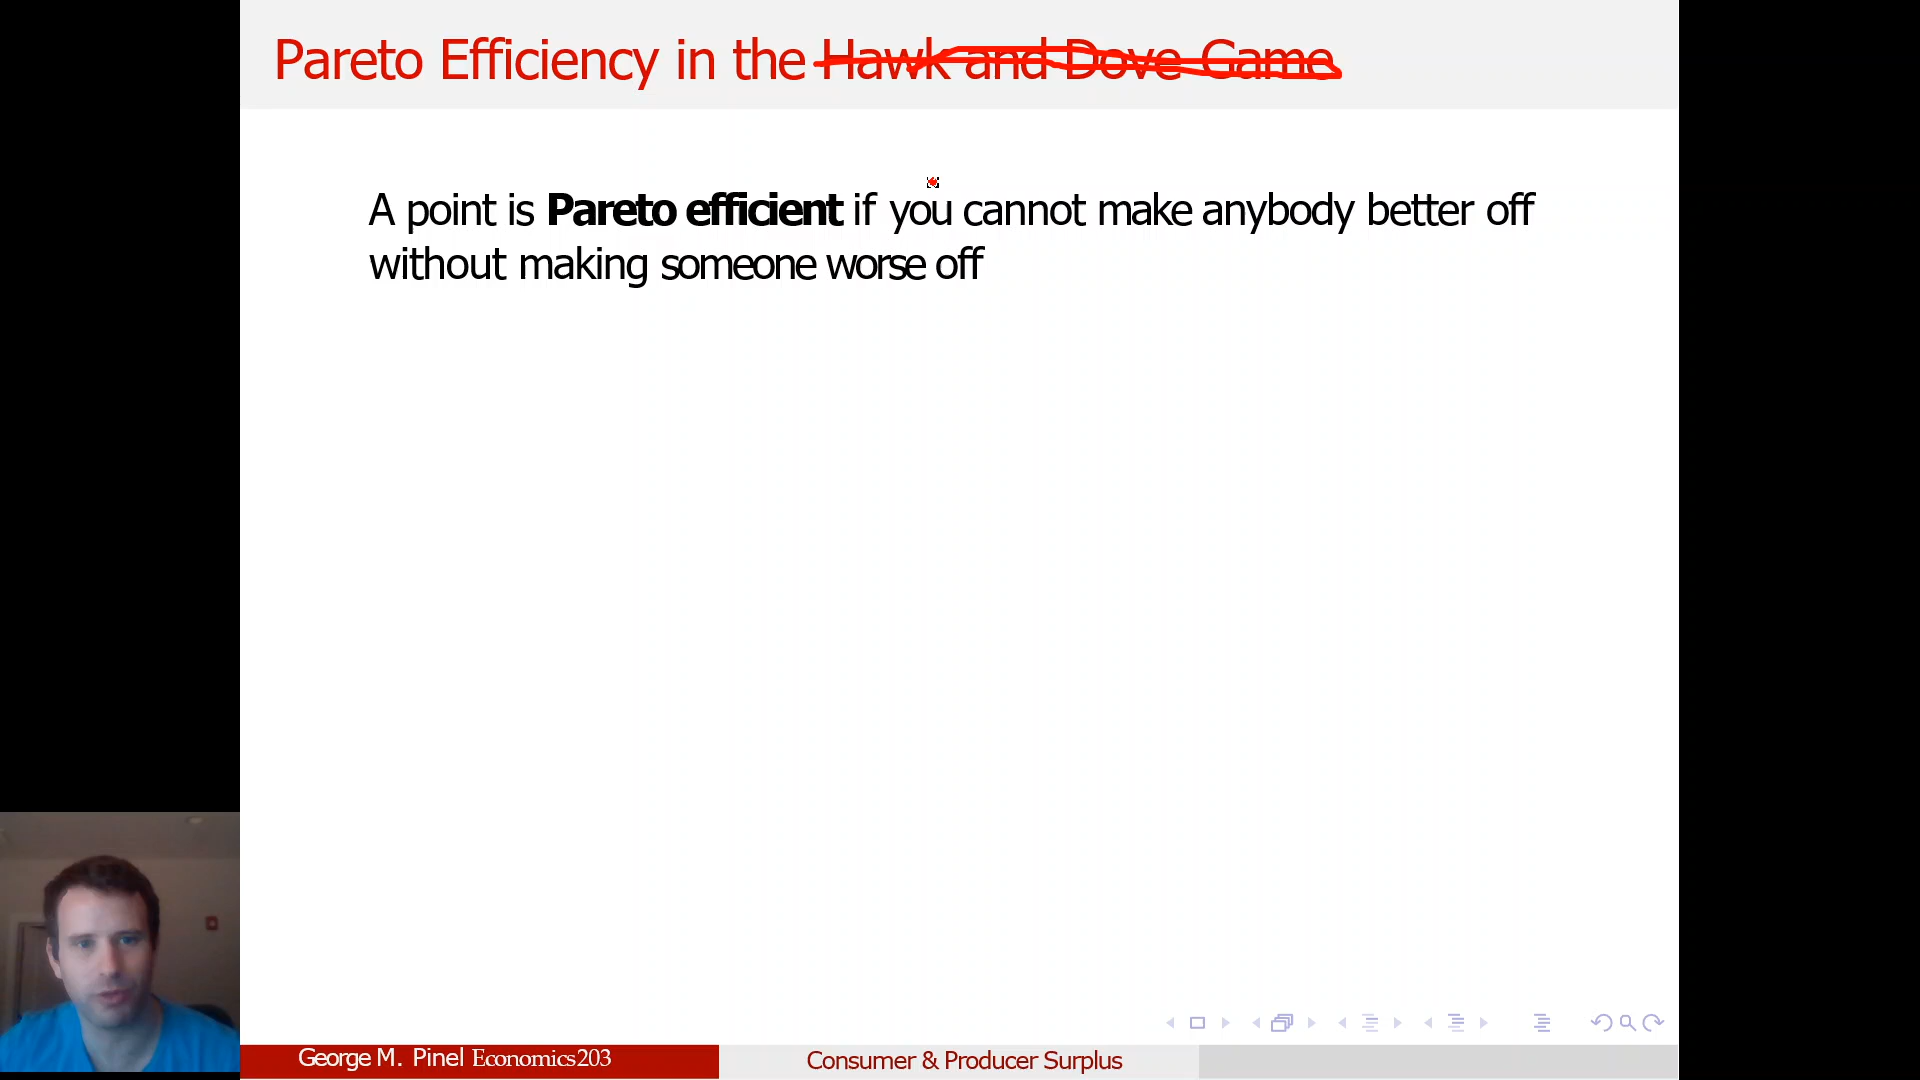 Pareto Efficiency in the Hawk and Dove Game
A point is Pareto efficient if you cannot make anybody better off
without making someone worse off
George M. Pinel Economics203
Consumer & Producer Surplus